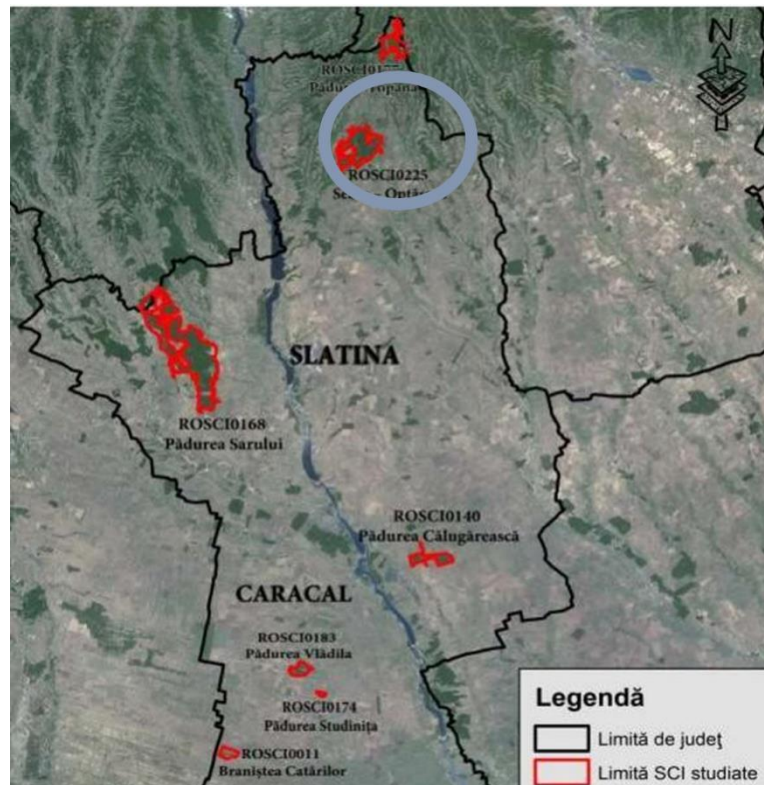 N
ROSCI0225
SLATINA
ROSCI0168
Pădurea Sarului
ROSCI0140
Pădurea Călugărească
CARACAL
ROSCI0183
Pădurea Vlădila
ROSCI0174
Pădurea Studinița
ROSCI0011
Braniștea Catârilor
Legendă
Limită de județ
Limită SCI studiate